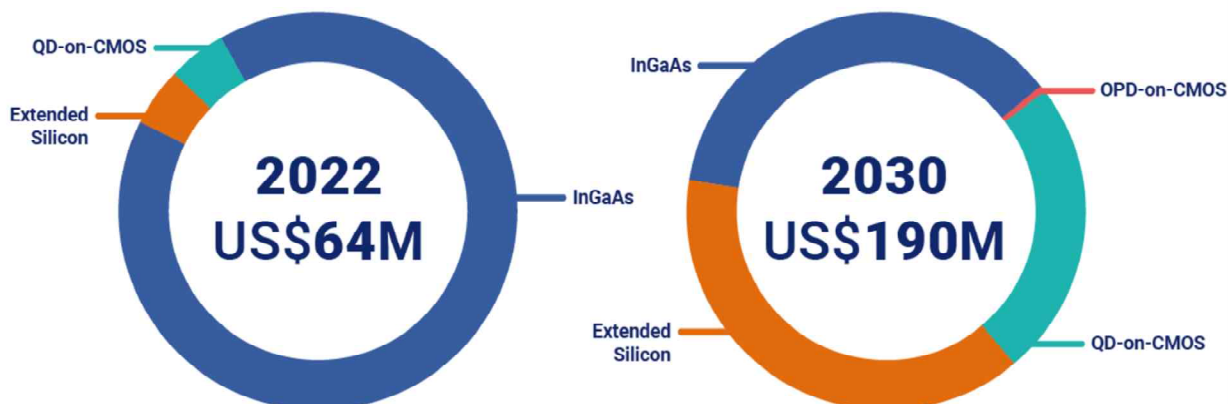 QD-on-CMOS
Extended
Silicon
2022
US$64M
InGaAs
InGaAs
OPD-on-CMOS
2030
US$190M
Extended
Silicon
QD-on-CMOS